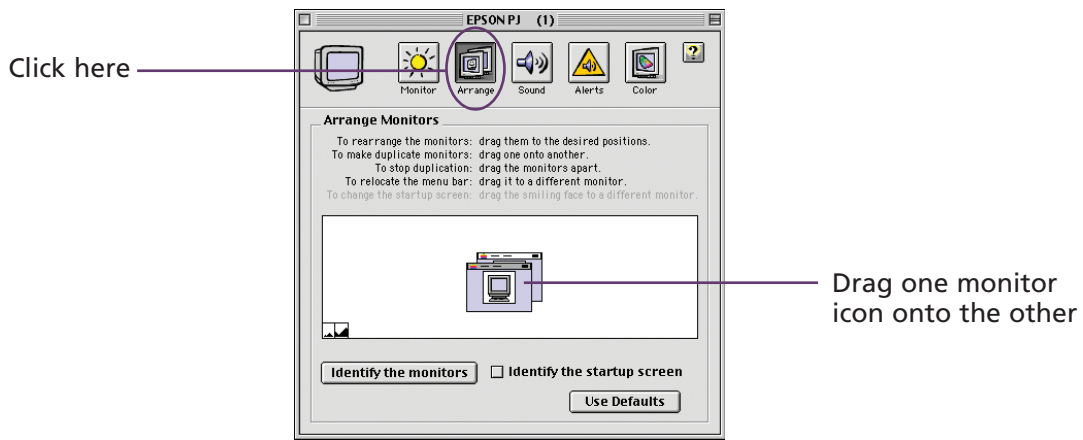 EPSON PJ (1)
Click here
Monitor Arrange Sound Alerts Color
?
Arrange Monitors
To rearrange the monitors: drag them to the desired positions.
To make duplicate monitors: drag one onto another.
To stop duplication: drag the monitors apart.
To relocate the menu bar: drag it to a different monitor.
To change the startup screen: drag the smiling face to a different monitor.
Drag one monitor
icon onto the other
Identify the monitors Identify the startup screen
Use Defaults